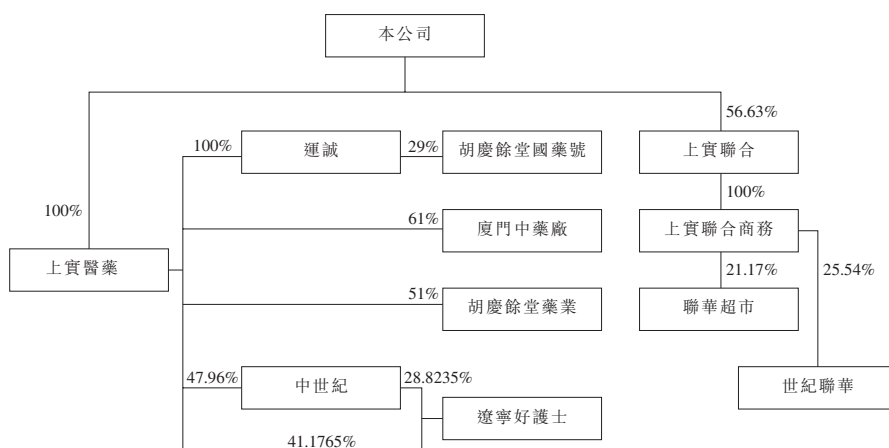 本公司
56.63%
100%
運誠
29%
胡慶餘堂國藥號
上實聯合
100%
100%
61%
廈門中藥廠
上實聯合商務
上實醫藥
21.17%
25.54%
51%
胡慶餘堂藥業
聯華超市
47.96%
中世紀
28.8235%
世紀聯華
遼寧好護士
41.1765%